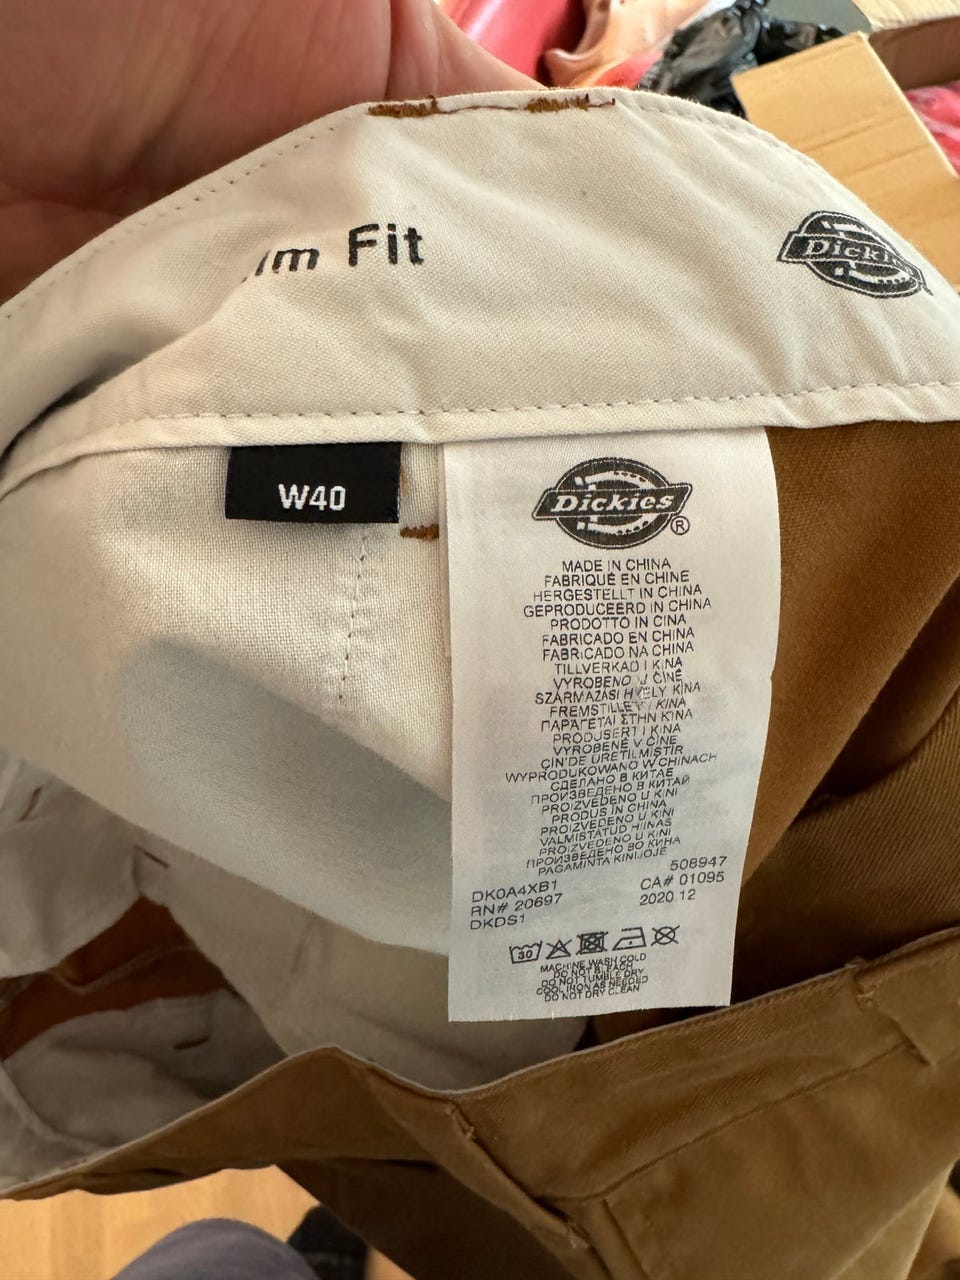 Fit
Dickies
W40
Dickies®
MADE IN CHINA
FABRIQUÉ EN CHINE
HERGESTELLT IN CHINA
GEPRODUCEERD IN CHINA
PRODOTTO IN CINA
FABRICADO EN CHINA
FABRICADO NA CHINA
TILLVERKAD I KINA
VYROBENO V ČÍNĚ
SZÁRMAZÁSI HELY KÍNA
FREMSTILLET I KINA
ΠΑΡΑΓΕΤΑΙ ΣΤΗΝ ΚΙΝΑ
PRODUSERT I KINA
VYROBENÉ V ČÍNE
ÇİN'DE ÜRETİLMİŞTİR
WYPRODUKOWANO W CHINACH
СДЕЛАНО В КИТАЕ
ПРОИЗВЕДЕНО В КИТАЙ
PROIZVEDENO U KINI
PRODUS IN CHINA
PROIZVEDENO U KINI
VALMISTATUD HIINAS
PROIZVEDENO U KINI
ПРОИЗВЕДЕНО ВО КИНА
PAGAMINTA KINIJOJE
508947
DK0A4XB1 CA# 01095
RN# 20697 2020.12
DKDS1
30
MACHINE WASH COLD
DO NOT BLEACH
DO NOT TUMBLE DRY
COOL IRON AS NEEDED
DO NOT DRY CLEAN